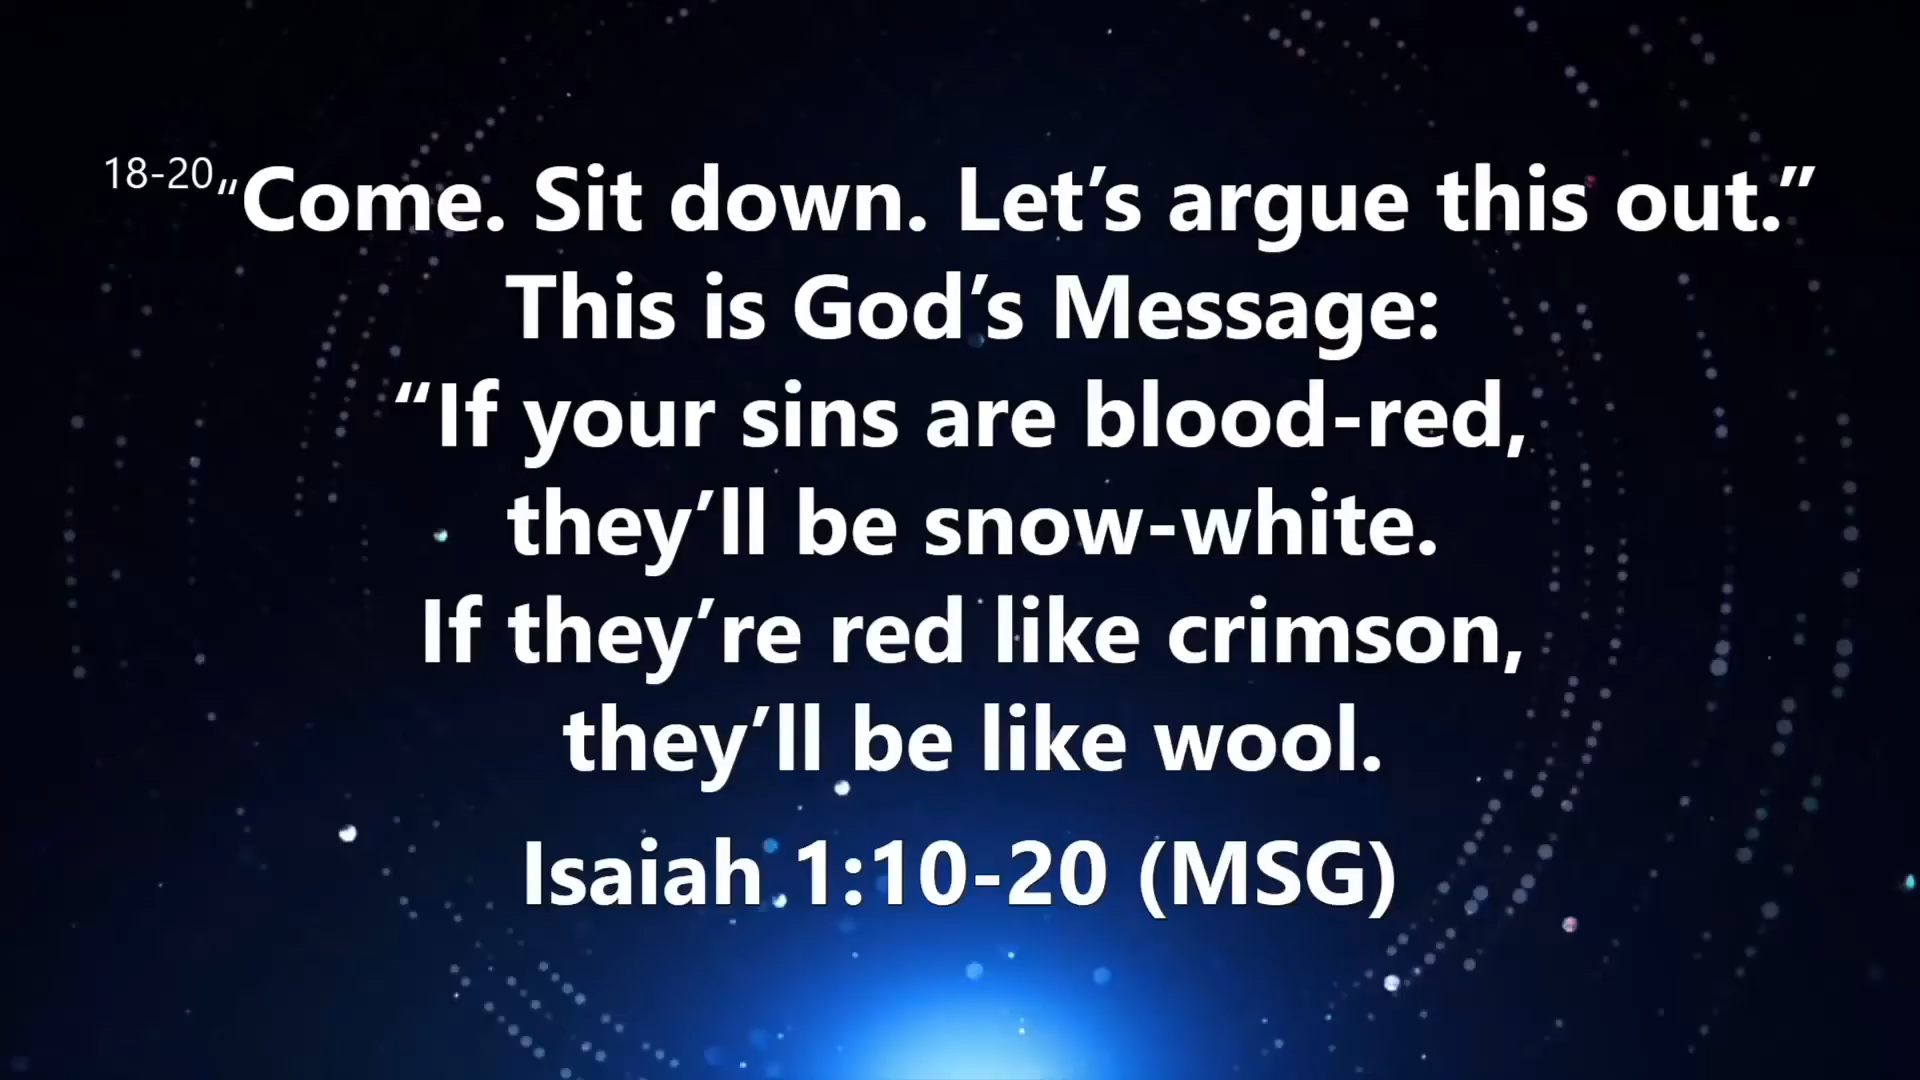 18-20“Come. Sit down. Let’s argue this out.”
This is God’s Message:
“If your sins are blood-red,
they’ll be snow-white.
If they’re red like crimson,
they’ll be like wool.
Isaiah 1:10-20 (MSG)